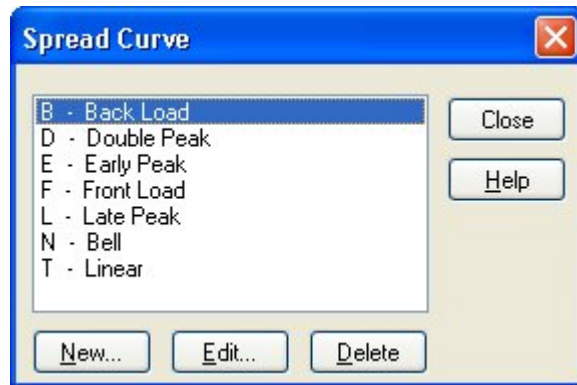 Spread Curve
B - Back Load
D - Double Peak
E - Early Peak
F - Front Load
L - Late Peak
N - Bell
T - Linear
Close
Help
New...
Edit...
Delete